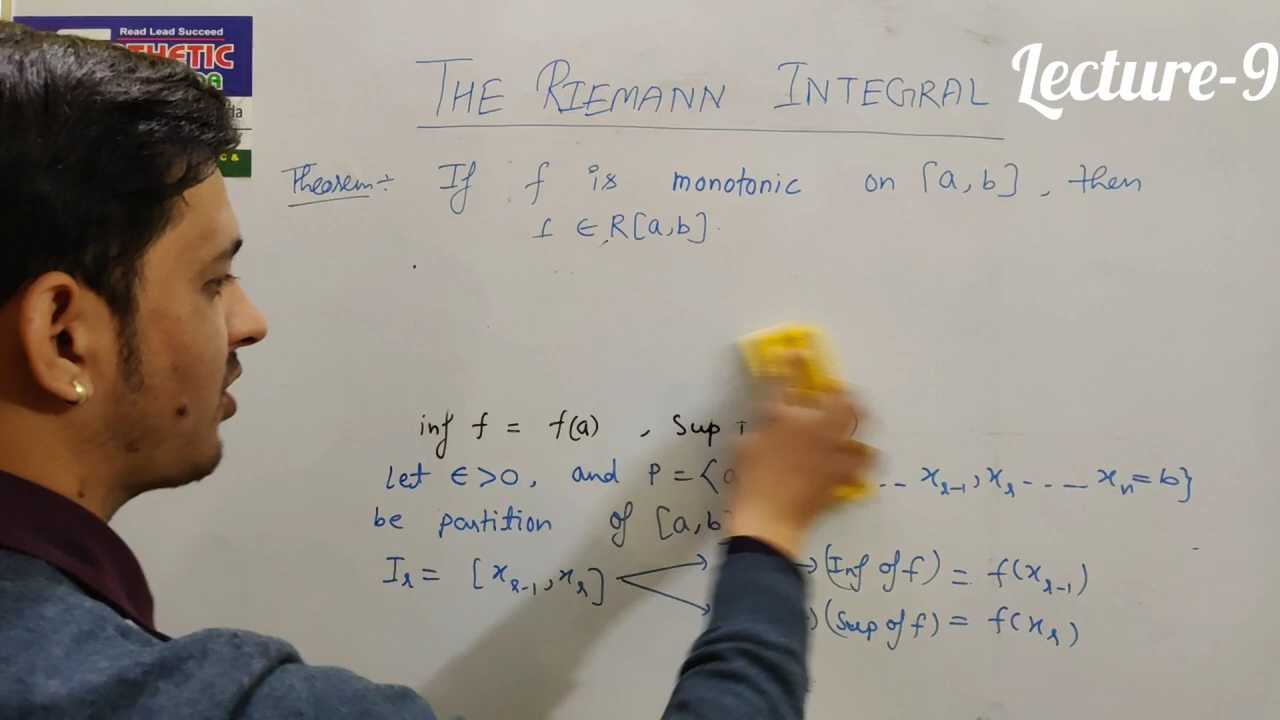 Read Lead Succeed
THE RIEMANN INTEGRAL
Lecture-9
Theorem:- If f is monotonic on [a,b], then
f ∈ R[a,b].
inf f = f(a) , Sup
Let ϵ>0, and P = {a -- x_{r-1}, x_r - - - x_n = b}
be partition of [a,b]
I_r = [x_{r-1}, x_r] → (Inf of f) = f(x_{r-1})
(Sup of f) = f(x_r)